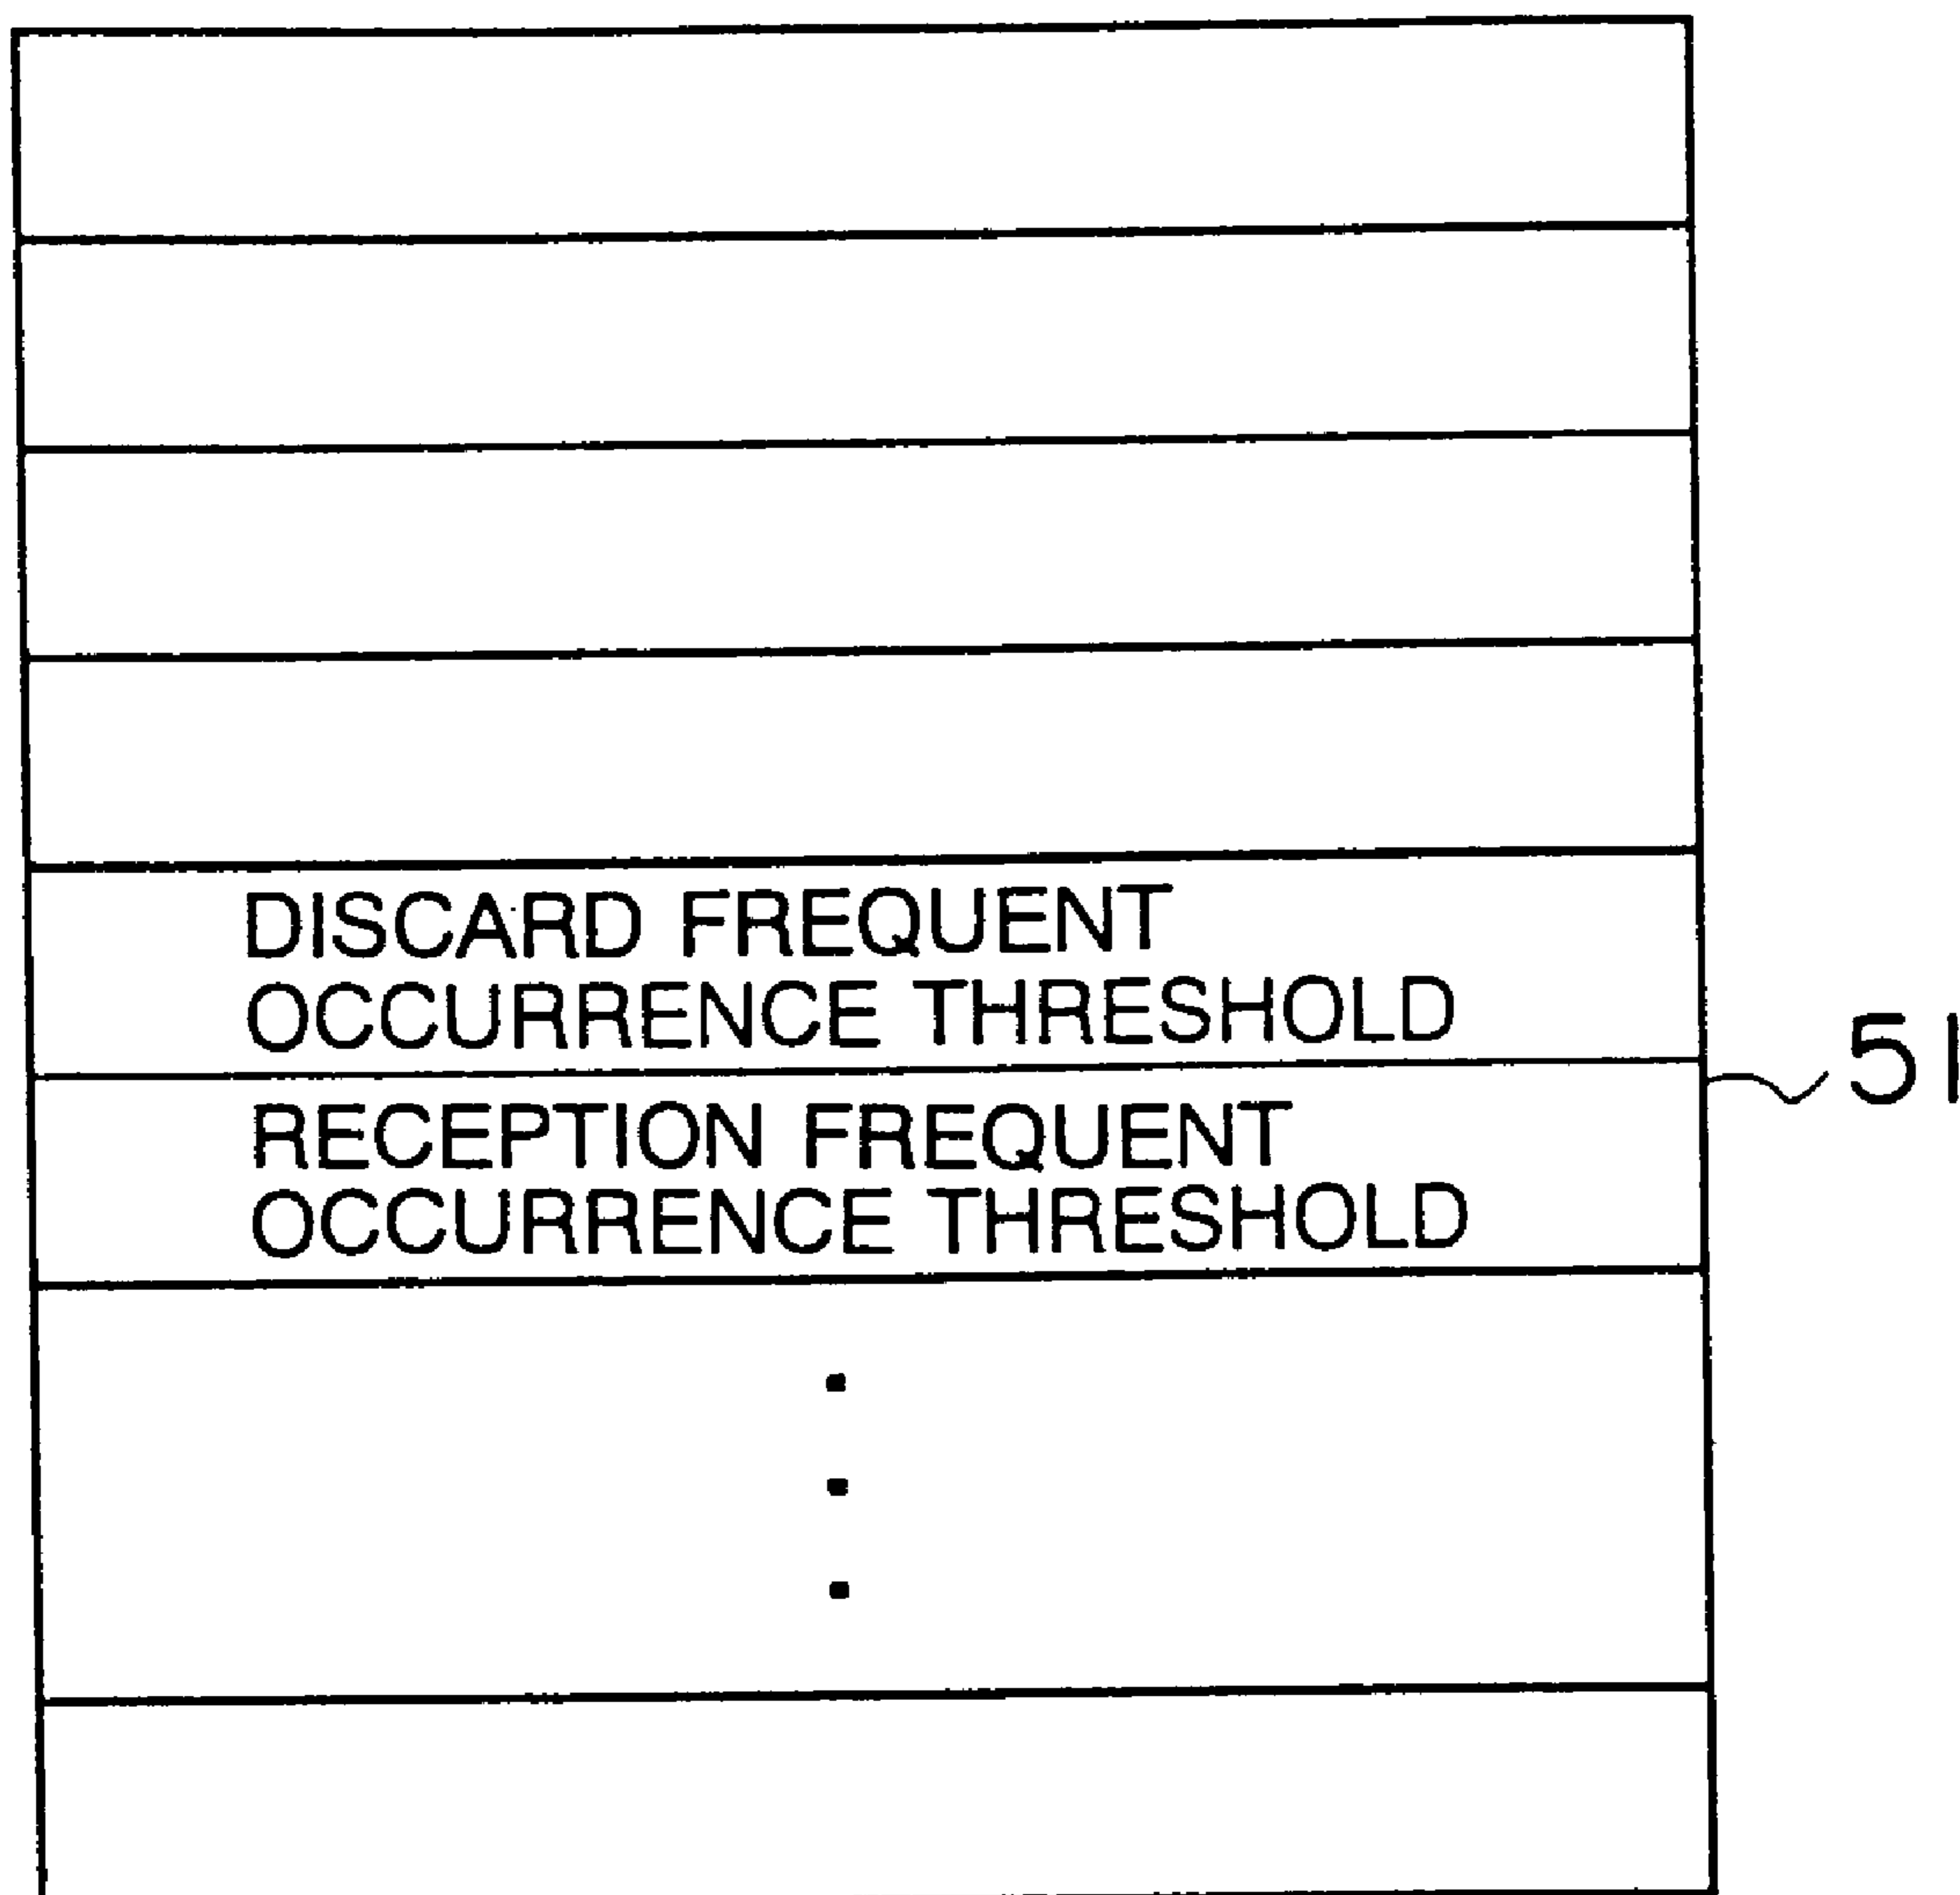 DISCARD FREQUENT
OCCURRENCE THRESHOLD
51
RECEPTION FREQUENT
OCCURRENCE THRESHOLD